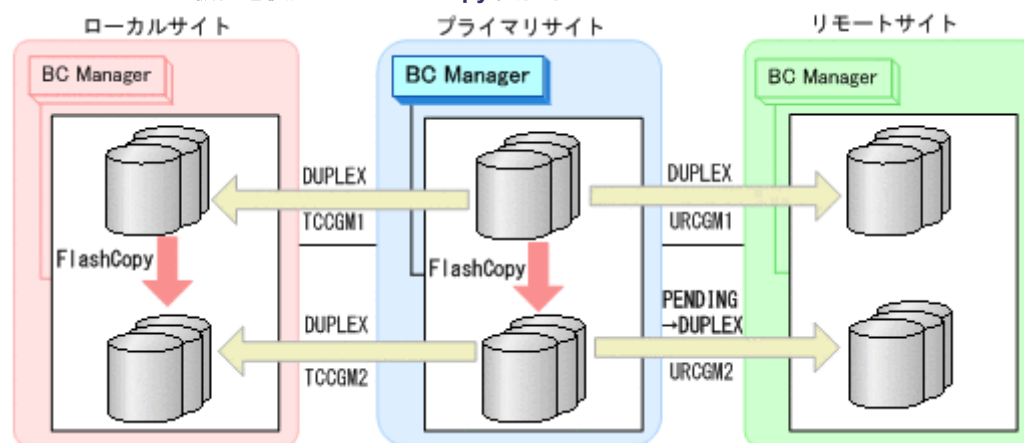 ローカルサイト
プライマリサイト
リモートサイト
BC Manager
BC Manager
BC Manager
DUPLEX
TCCGM1
DUPLEX
URCGM1
FlashCopy
FlashCopy
DUPLEX
TCCGM2
PENDING
→DUPLEX
URCGM2